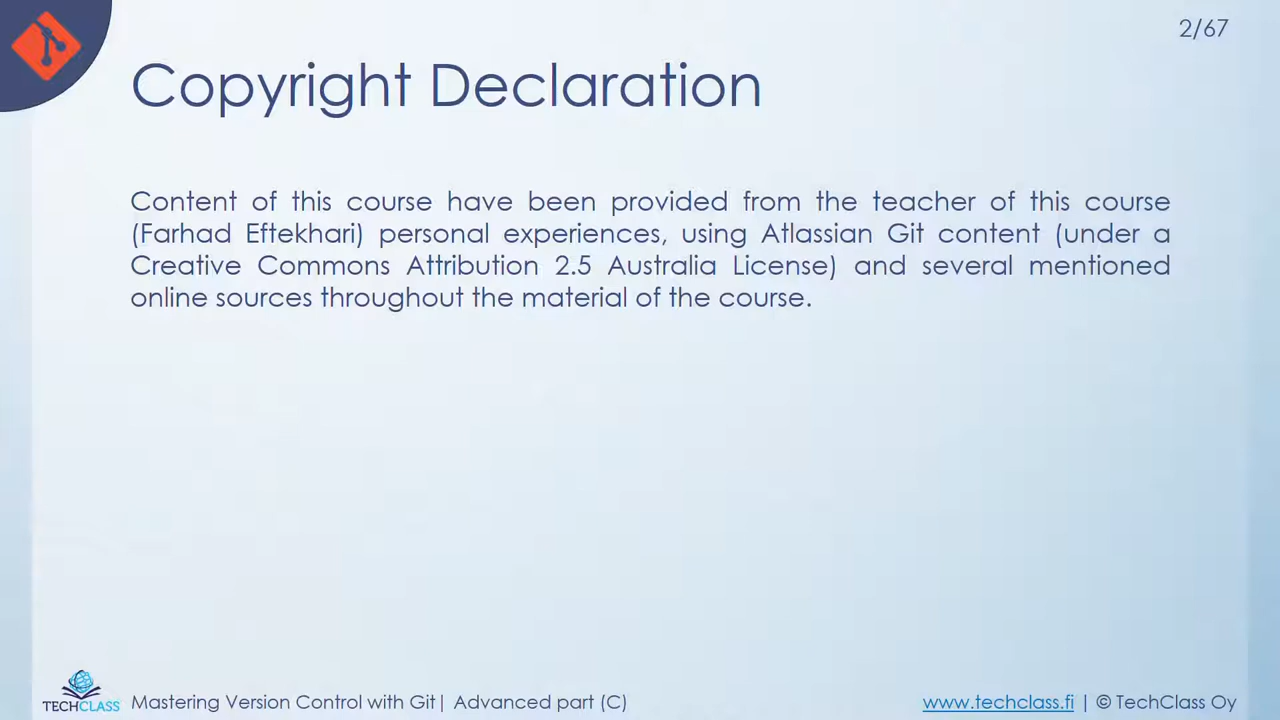 2/67
Copyright Declaration
Content of this course have been provided from the teacher of this course
(Farhad Eftekhari) personal experiences, using Atlassian Git content (under a
Creative Commons Attribution 2.5 Australia License) and several mentioned
online sources throughout the material of the course.
TECHCLASS
Mastering Version Control with Git| Advanced part (C)
www.techclass.fi | © TechClass Oy